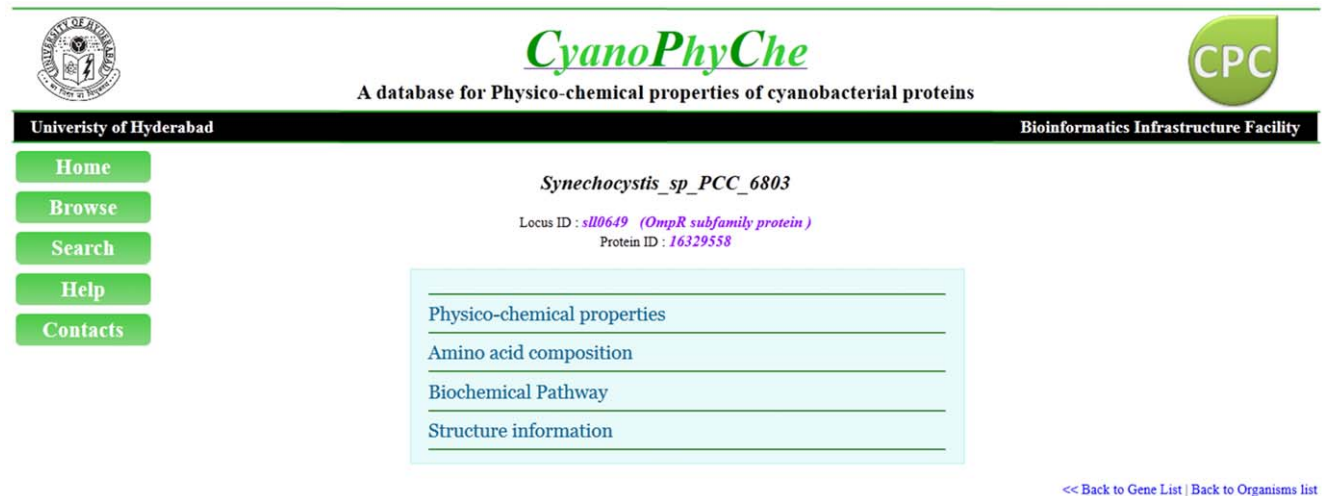 CyanoPhyChe
CPC
A database for Physico-chemical properties of cyanobacterial proteins
Univeristy of Hyderabad
Bioinformatics Infrastructure Facility
Home
Browse
Search
Help
Contacts
Synechocystis_sp_PCC_6803
Locus ID : sll0649 (OmpR subfamily protein )
Protein ID : 16329558
Physico-chemical properties
Amino acid composition
Biochemical Pathway
Structure information
<< Back to Gene List | Back to Organisms list